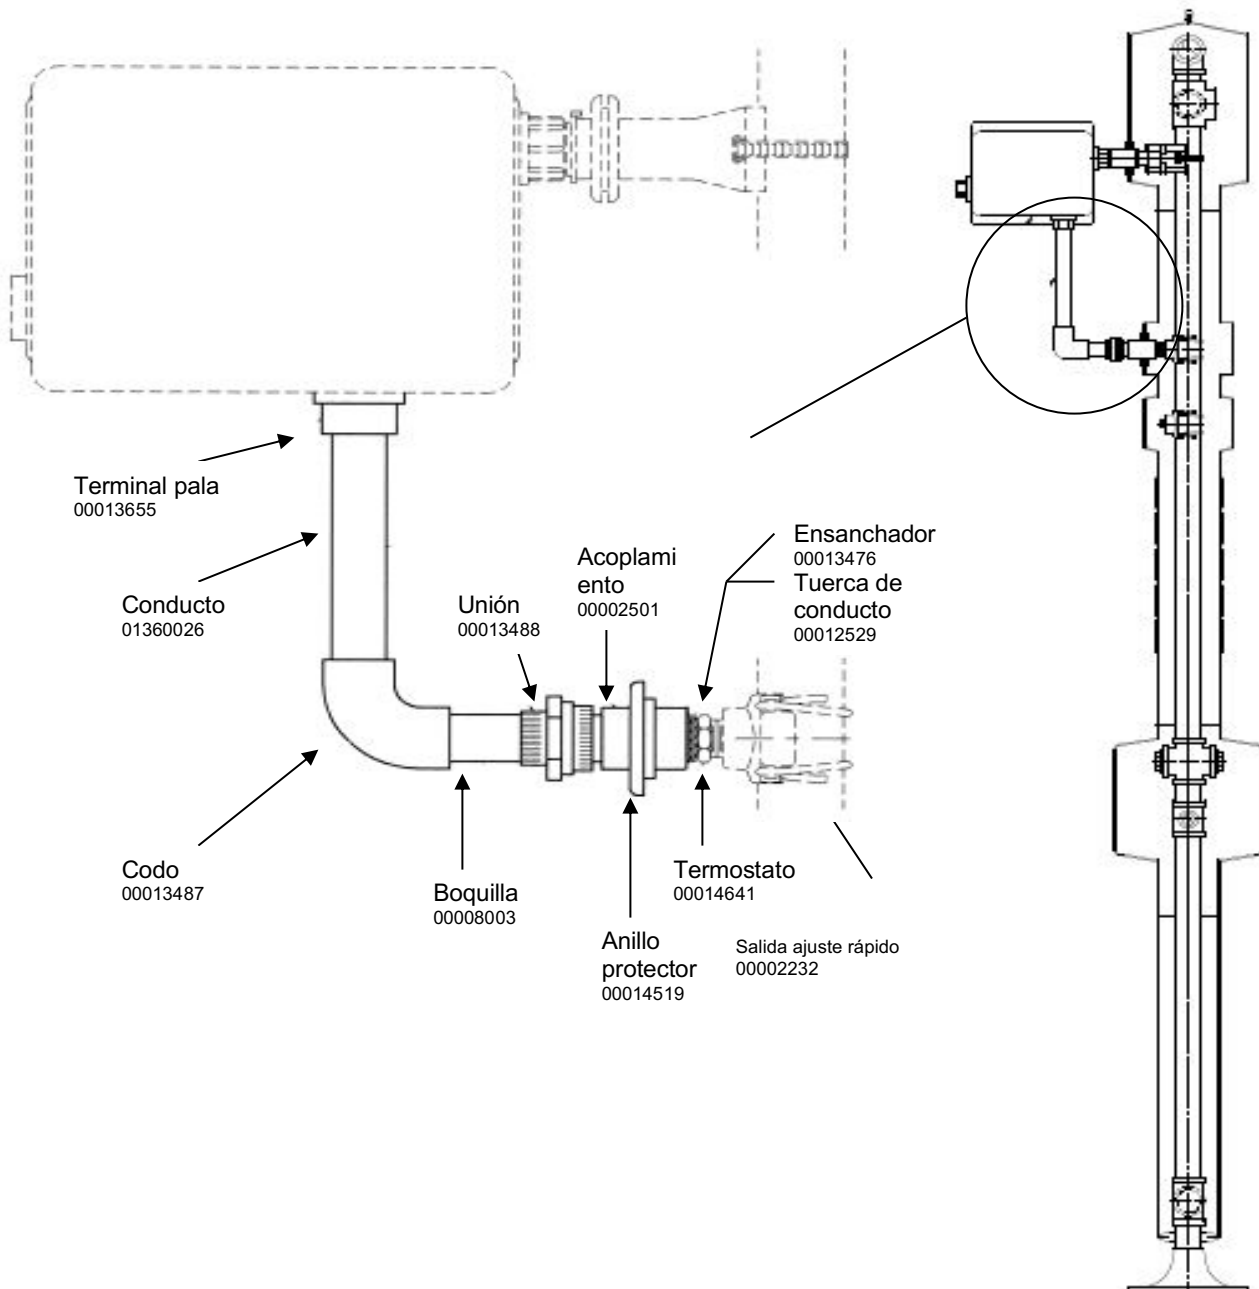 Terminal pala
00013655
Conducto
01360026
Unión
00013488
Acoplami
ento
00002501
Ensanchador
00013476
Tuerca de
conducto
00012529
Codo
00013487
Boquilla
00008003
Anillo
protector
00014519
Termostato
00014641
Salida ajuste rápido
00002232